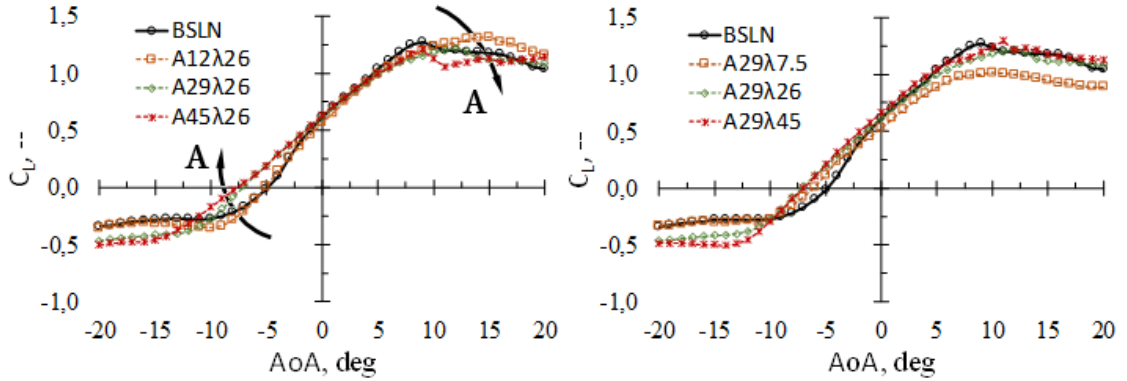 1,5
1,0
0,5
0,0
-0,5
-1,0
C_L, --
BSLN
A12λ26
A29λ26
A45λ26
A
A
-20 -15 -10 -5 0 5 10 15 20
AoA, deg
1,5
1,0
0,5
0,0
-0,5
-1,0
C_L, --
BSLN
A29λ7.5
A29λ26
A29λ45
-20 -15 -10 -5 0 5 10 15 20
AoA, deg